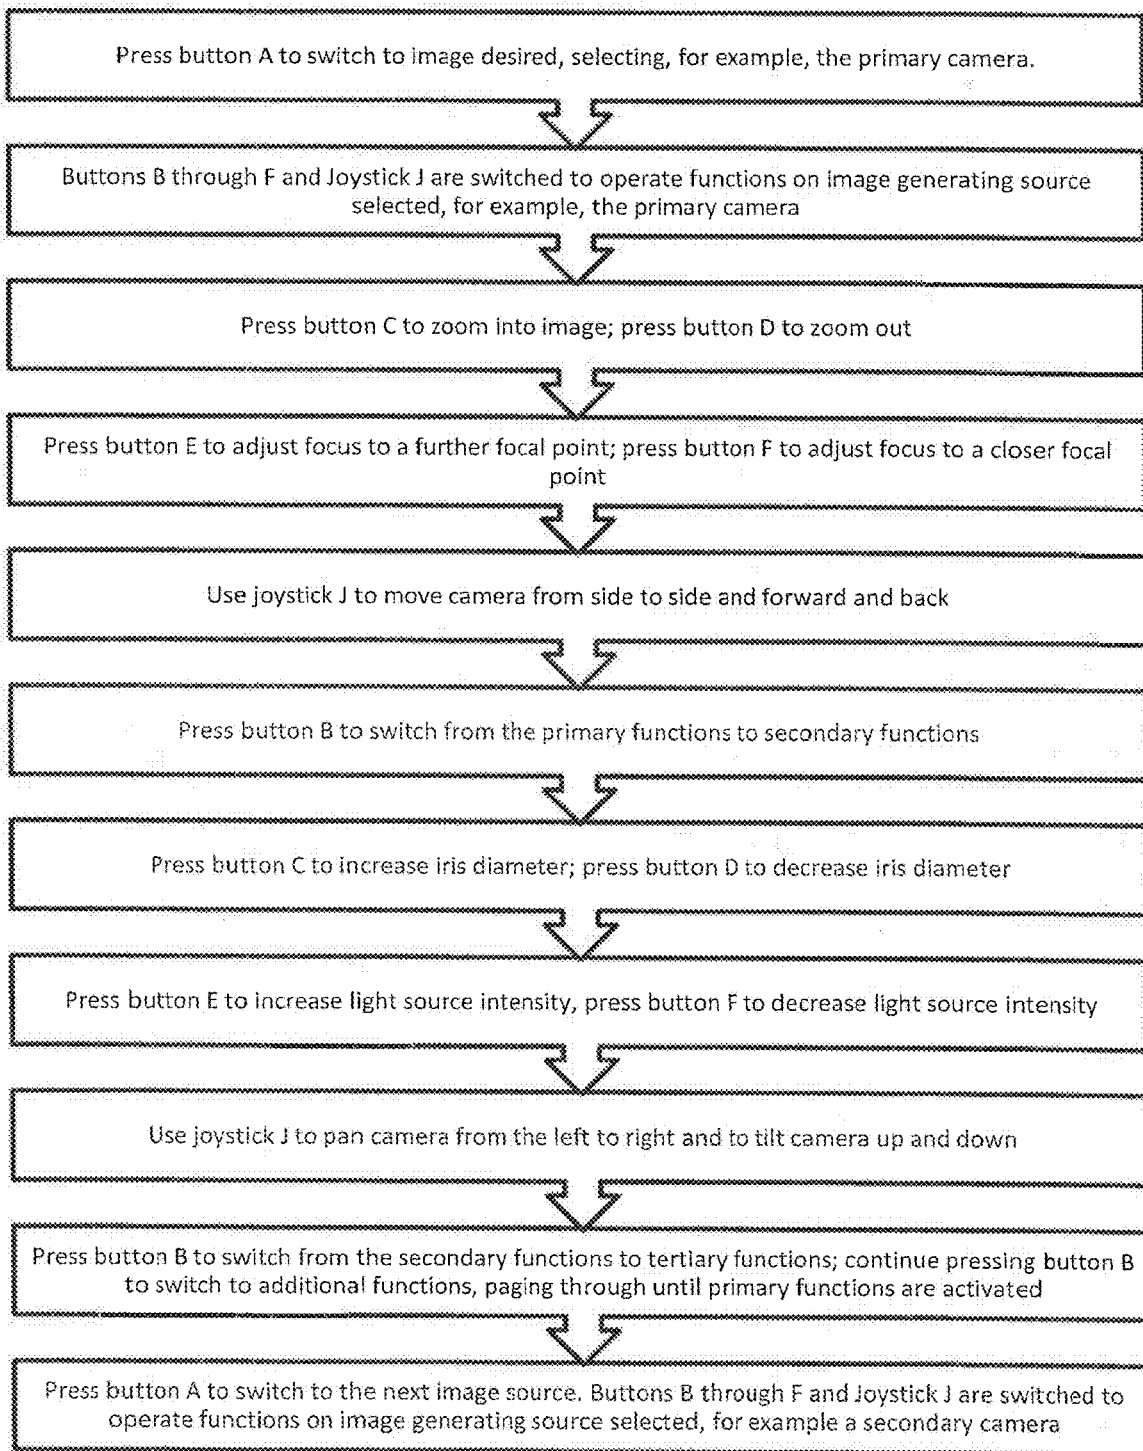 Press button A to switch to image desired, selecting, for example, the primary camera.
Buttons B through F and Joystick J are switched to operate functions on image generating source
selected, for example, the primary camera
Press button C to zoom into image; press button D to zoom out
Press button E to adjust focus to a further focal point; press button F to adjust focus to a closer focal
point
Use joystick J to move camera from side to side and forward and back
Press button B to switch from the primary functions to secondary functions
Press button C to increase iris diameter; press button D to decrease iris diameter
Press button E to increase light source intensity, press button F to decrease light source intensity
Use joystick J to pan camera from the left to right and to tilt camera up and down
Press button B to switch from the secondary functions to tertiary functions; continue pressing button B
to switch to additional functions, paging through until primary functions are activated
Press button A to switch to the next image source. Buttons B through F and Joystick J are switched to
operate functions on image generating source selected, for example a secondary camera